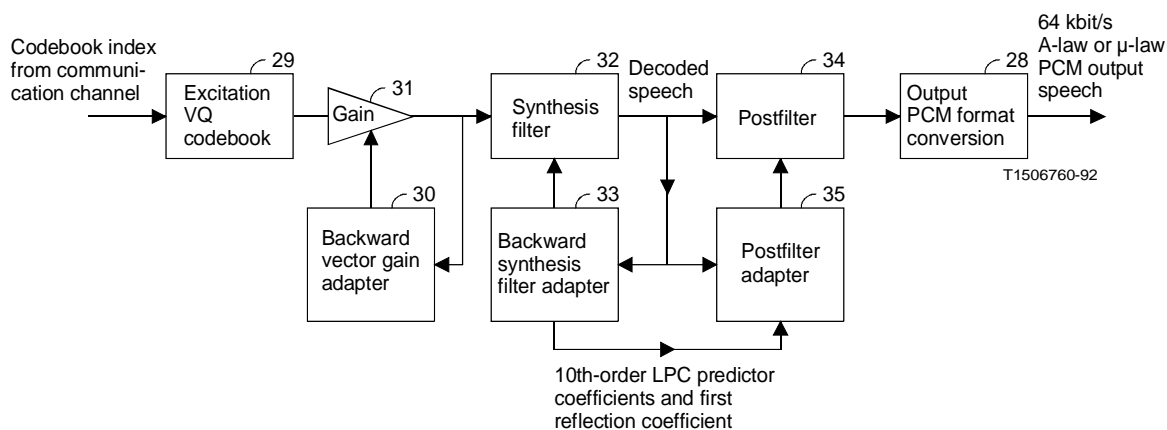 Codebook index
from communi-
cation channel
29
Excitation
VQ
codebook
31
Gain
30
Backward
vector gain
adapter
32
Synthesis
filter
33
Backward
synthesis
filter adapter
Decoded
speech
34
Postfilter
35
Postfilter
adapter
10th-order LPC predictor
coefficients and first
reflection coefficient
28
Output
PCM format
conversion
64 kbit/s
A-law or µ-law
PCM output
speech
T1506760-92